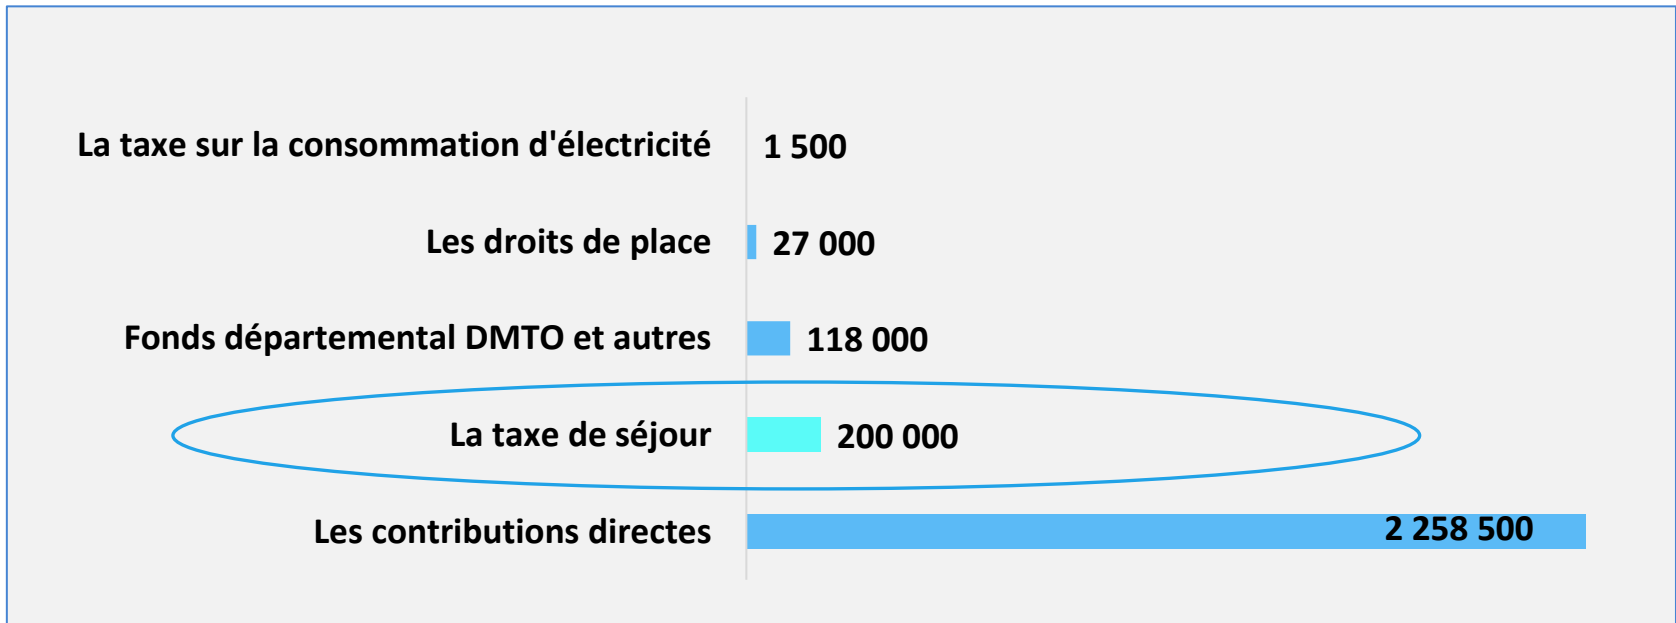 La taxe sur la consommation d'électricité 1 500
Les droits de place 27 000
Fonds départemental DMTO et autres 118 000
La taxe de séjour 200 000
Les contributions directes 2 258 500